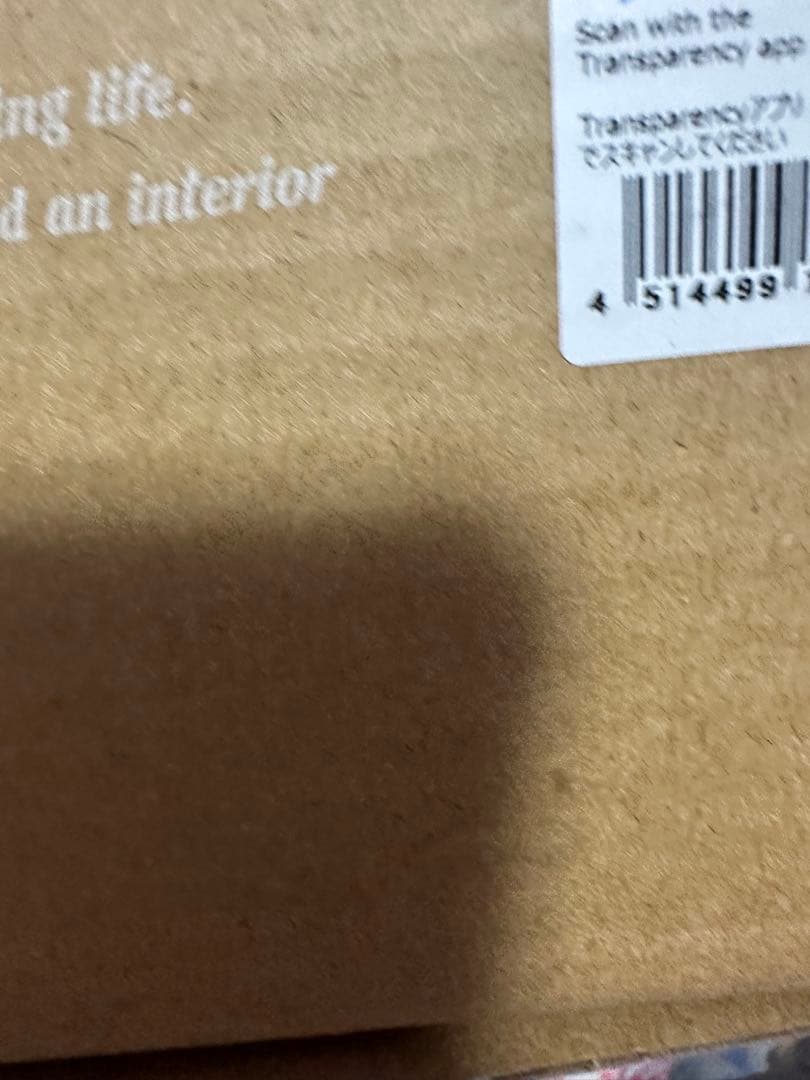 ing life.
d an interior
Scan with the
Transparency app
Transparencyアプリ
でスキャンしてください
4 514499